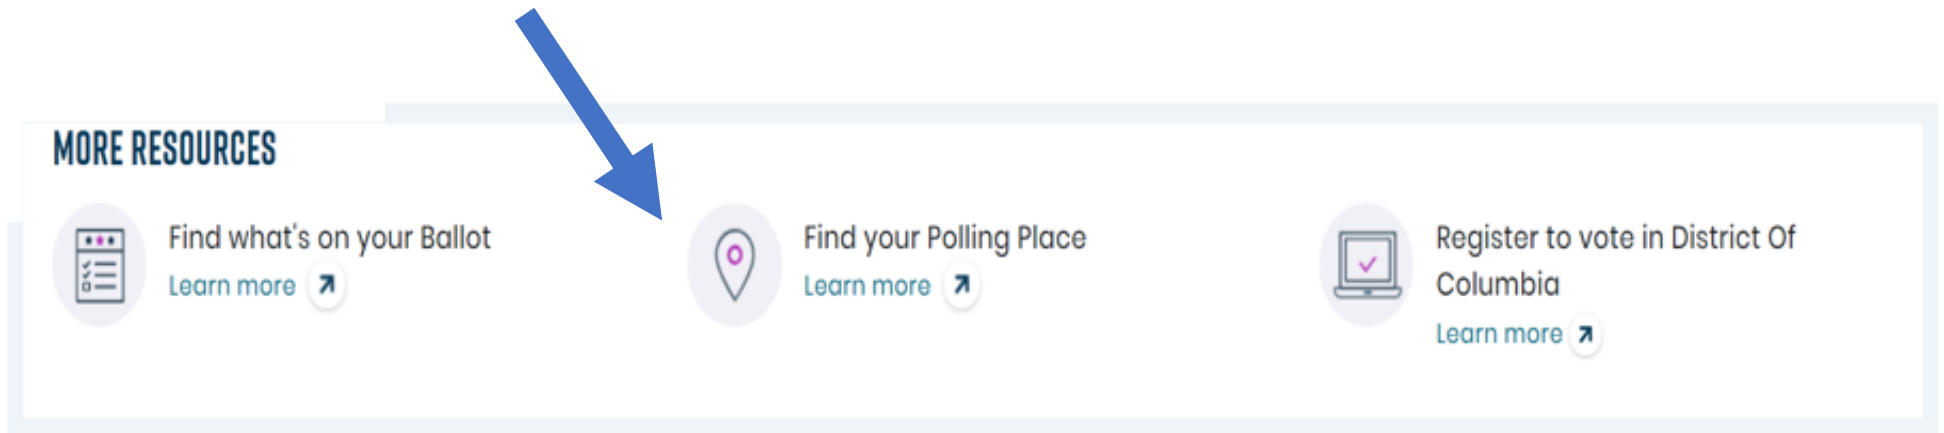 MORE RESOURCES
Find what's on your Ballot
Learn more
Find your Polling Place
Learn more
Register to vote in District Of
Columbia
Learn more